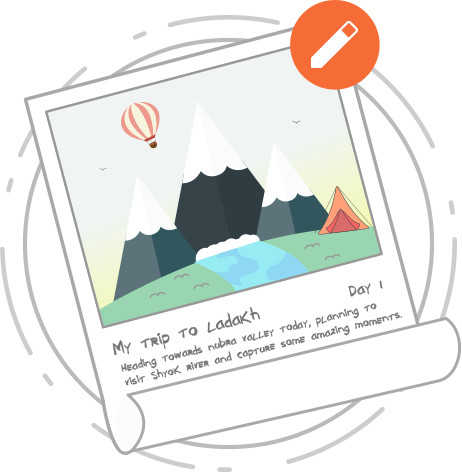 My TRIP TO LadaKh
Day 1
Heading TOWARDS nubRa valley Today, planning TO
visit Shyok RIVER and capture some amazing moments.